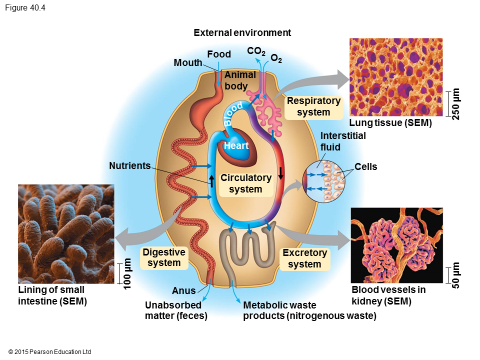 Figure 40.4
External environment
Food
CO2
O2
Mouth
Animal
body
Blood
Respiratory
system
250 µm
Lung tissue (SEM)
Heart
Interstitial
fluid
Nutrients
Cells
Circulatory
system
Digestive
system
Excretory
system
100 µm
50 µm
Lining of small
intestine (SEM)
Anus
Unabsorbed
matter (feces)
Metabolic waste
products (nitrogenous waste)
Blood vessels in
kidney (SEM)
© 2015 Pearson Education Ltd